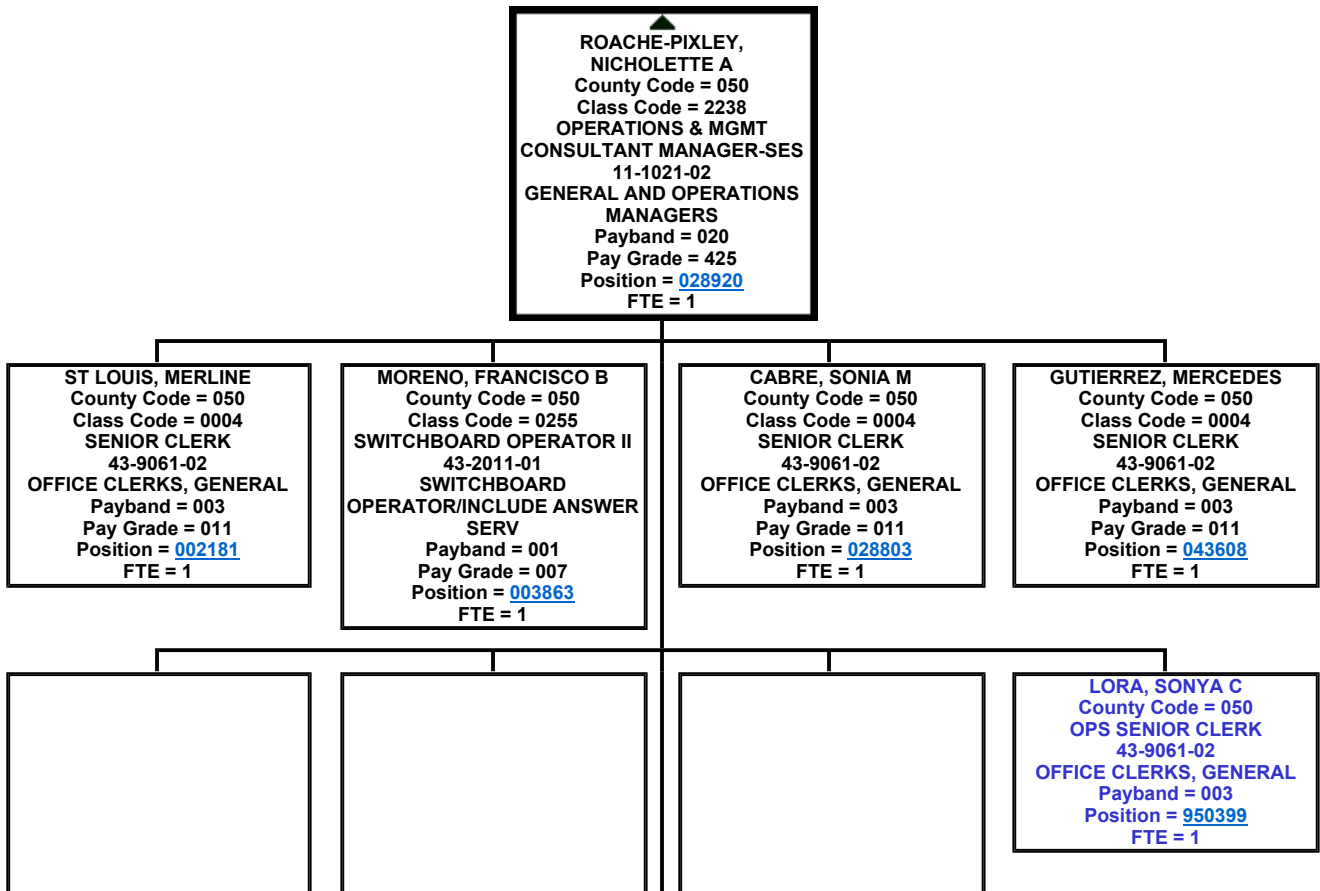 ROACHE-PIXLEY,
NICHOLETTE A
County Code = 050
Class Code = 2238
OPERATIONS & MGMT
CONSULTANT MANAGER-SES
11-1021-02
GENERAL AND OPERATIONS
MANAGERS
Payband = 020
Pay Grade = 425
Position = 028920
FTE = 1
ST LOUIS, MERLINE
County Code = 050
Class Code = 0004
SENIOR CLERK
43-9061-02
OFFICE CLERKS, GENERAL
Payband = 003
Pay Grade = 011
Position = 002181
FTE = 1
MORENO, FRANCISCO B
County Code = 050
Class Code = 0255
SWITCHBOARD OPERATOR II
43-2011-01
SWITCHBOARD
OPERATOR/INCLUDE ANSWER
SERV
Payband = 001
Pay Grade = 007
Position = 003863
FTE = 1
CABRE, SONIA M
County Code = 050
Class Code = 0004
SENIOR CLERK
43-9061-02
OFFICE CLERKS, GENERAL
Payband = 003
Pay Grade = 011
Position = 028803
FTE = 1
GUTIERREZ, MERCEDES
County Code = 050
Class Code = 0004
SENIOR CLERK
43-9061-02
OFFICE CLERKS, GENERAL
Payband = 003
Pay Grade = 011
Position = 043608
FTE = 1
LORA, SONYA C
County Code = 050
OPS SENIOR CLERK
43-9061-02
OFFICE CLERKS, GENERAL
Payband = 003
Position = 950399
FTE = 1